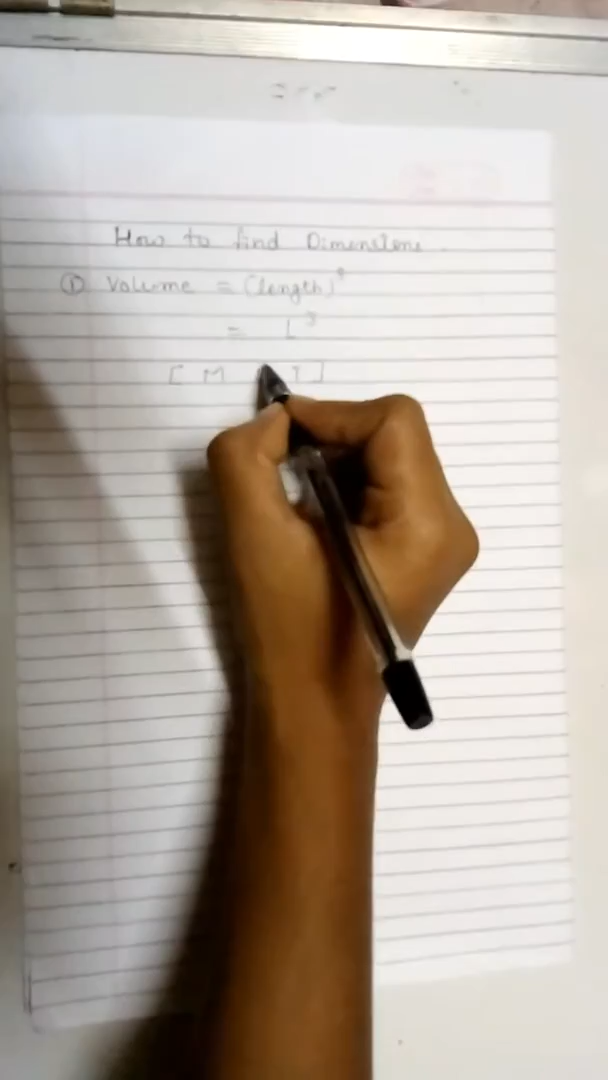 How to find Dimensions.
① Volume = (length)³
= L³
[ M T ]